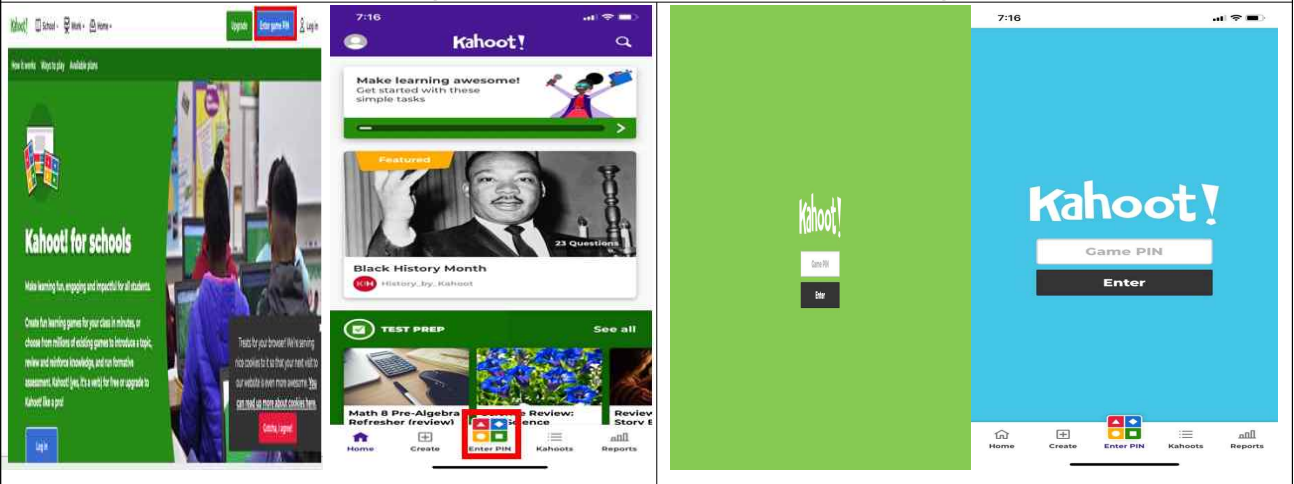 Kahoot! School Work Home Upgrade Enter game PIN Log in
How it works Ways to play Available plans
Kahoot! for schools
Make learning fun, engaging and impactful for all students.
Create fun learning games for your class in minutes, or
choose from millions of existing games to introduce a topic,
review and reinforce knowledge, and run formative
assessment. Kahoot! (yes, it's a verb) for free or upgrade to
Kahoot! like a pro!
Log in
Treats for your browser! We're serving
nice cookies to it so that your next visit to
our website is even more awesome. You
can read up more about cookies here.
Gotcha, I agree!
7:16
Kahoot!
Make learning awesome!
Get started with these
simple tasks
Featured
23 Questions
Black History Month
K!H History_by_Kahoot
TEST PREP See all
Math 8 Pre-Algebra
Refresher (review)
Review:
Science
Review
Story E
Home Create Enter PIN Kahoots Reports
Kahoot!
Game PIN
Enter
7:16
Kahoot!
Game PIN
Enter
Home Create Enter PIN Kahoots Reports